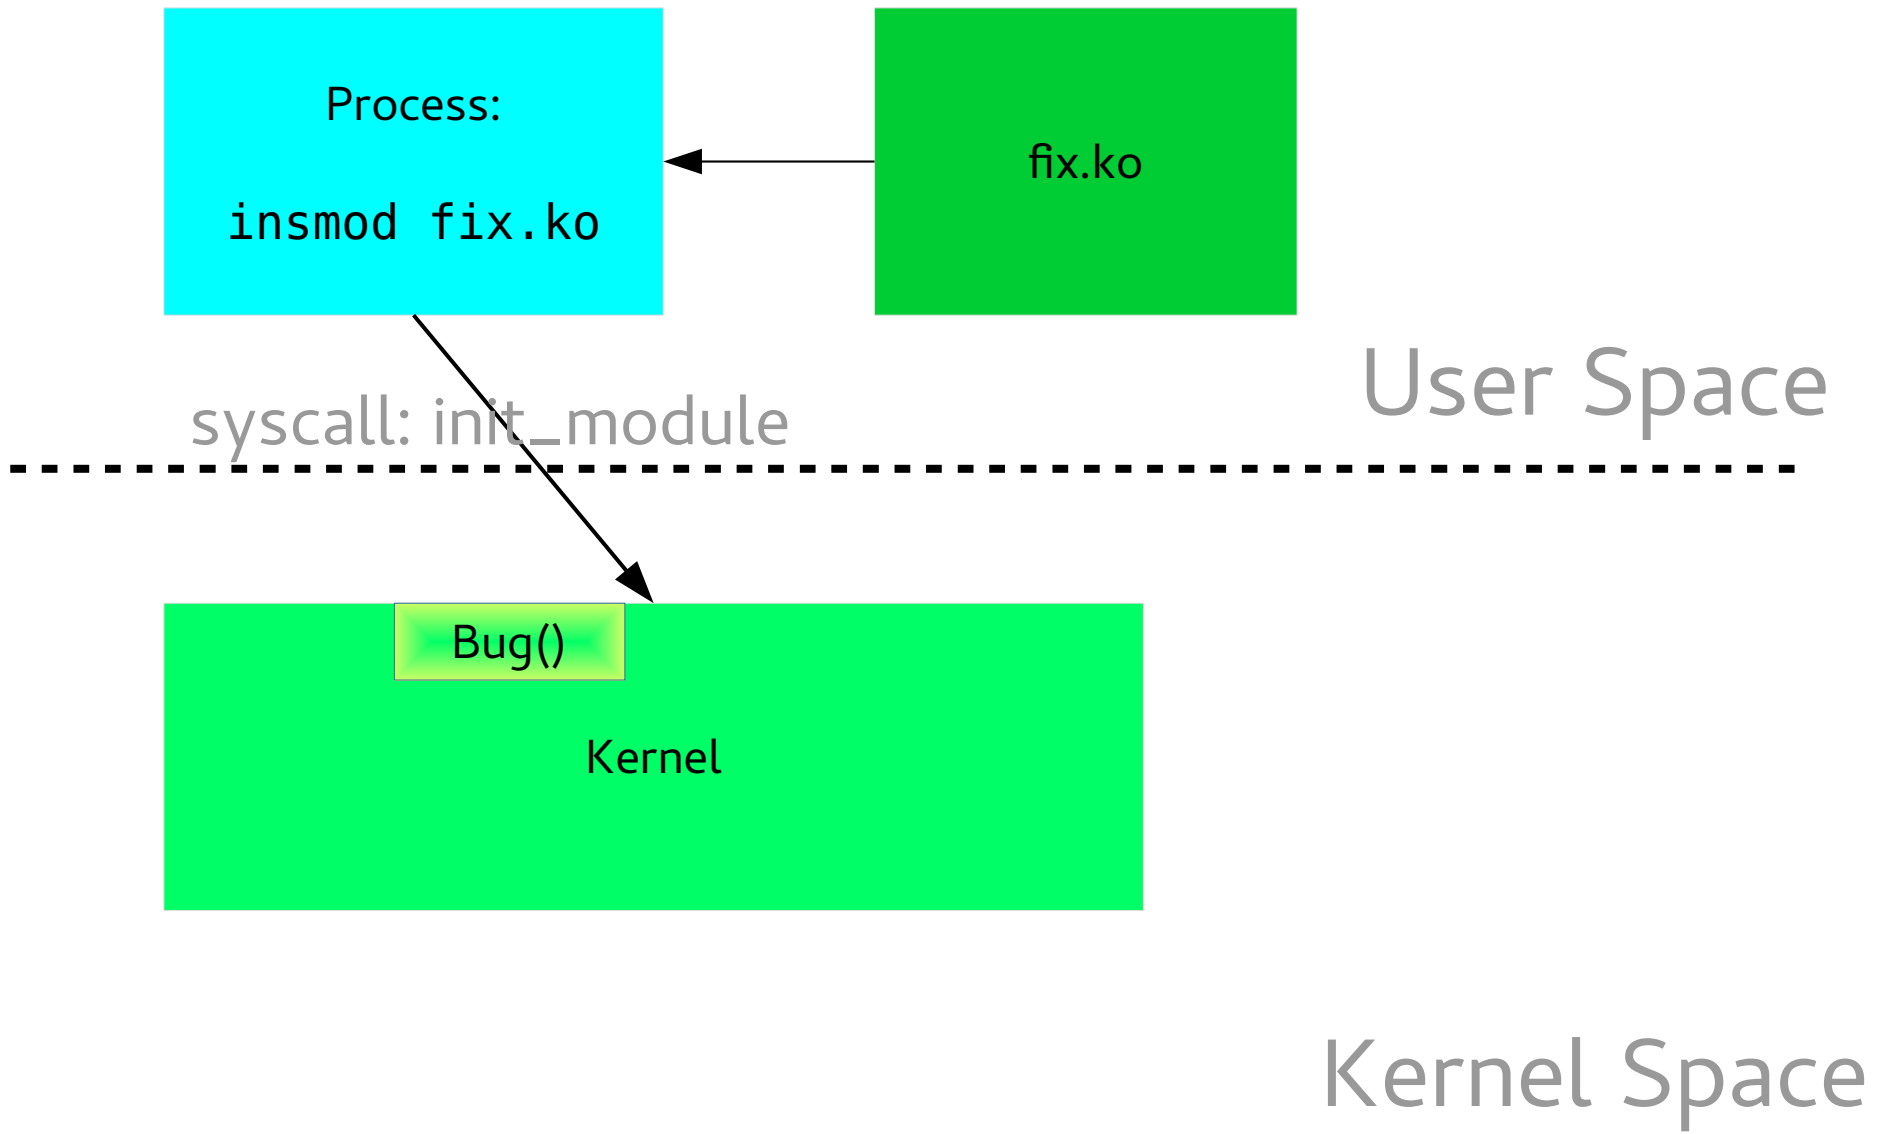 Process:
insmod fix.ko
fix.ko
User Space
syscall: init_module
Bug()
Kernel
Kernel Space